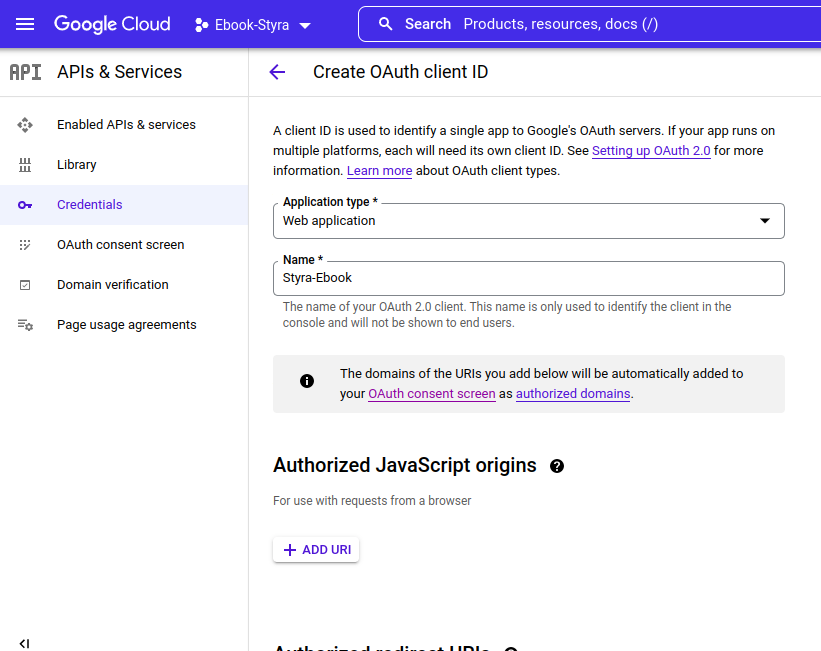 Google Cloud
Ebook-Styra
Search Products, resources, docs (/)
API APIs & Services
Create OAuth client ID
Enabled APIs & services
Library
Credentials
OAuth consent screen
Domain verification
Page usage agreements
A client ID is used to identify a single app to Google's OAuth servers. If your app runs on
multiple platforms, each will need its own client ID. See Setting up OAuth 2.0 for more
information. Learn more about OAuth client types.
Application type *
Web application
Name *
Styra-Ebook
The name of your OAuth 2.0 client. This name is only used to identify the client in the
console and will not be shown to end users.
The domains of the URIs you add below will be automatically added to
your OAuth consent screen as authorized domains.
Authorized JavaScript origins
For use with requests from a browser
+ ADD URI
Authorized redirect URIs